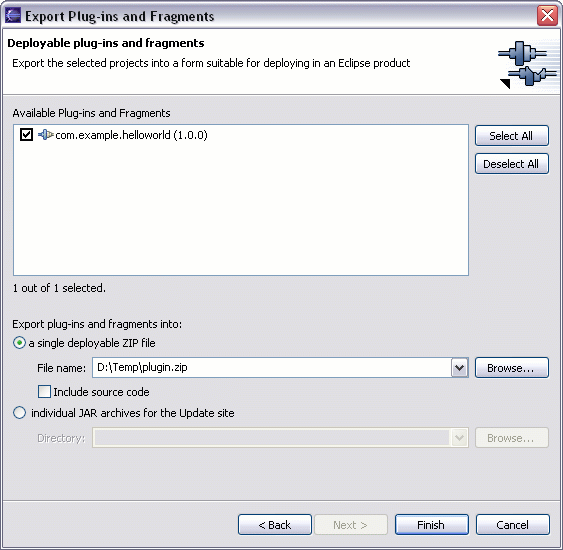 Export Plug-ins and Fragments
Deployable plug-ins and fragments
Export the selected projects into a form suitable for deploying in an Eclipse product
Available Plug-ins and Fragments
com.example.helloworld (1.0.0)
Select All
Deselect All
1 out of 1 selected.
Export plug-ins and fragments into:
a single deployable ZIP file
File name: D:\Temp\plugin.zip Browse...
Include source code
individual JAR archives for the Update site
Directory: Browse...
< Back Next > Finish Cancel